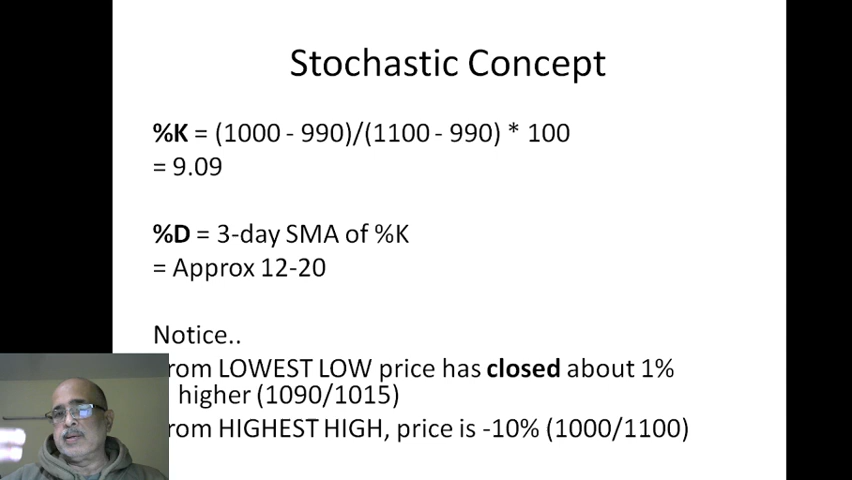 Stochastic Concept
%K = (1000 - 990)/(1100 - 990) * 100
= 9.09
%D = 3-day SMA of %K
= Approx 12-20
Notice..
rom LOWEST LOW price has closed about 1%
higher (1090/1015)
rom HIGHEST HIGH, price is -10% (1000/1100)